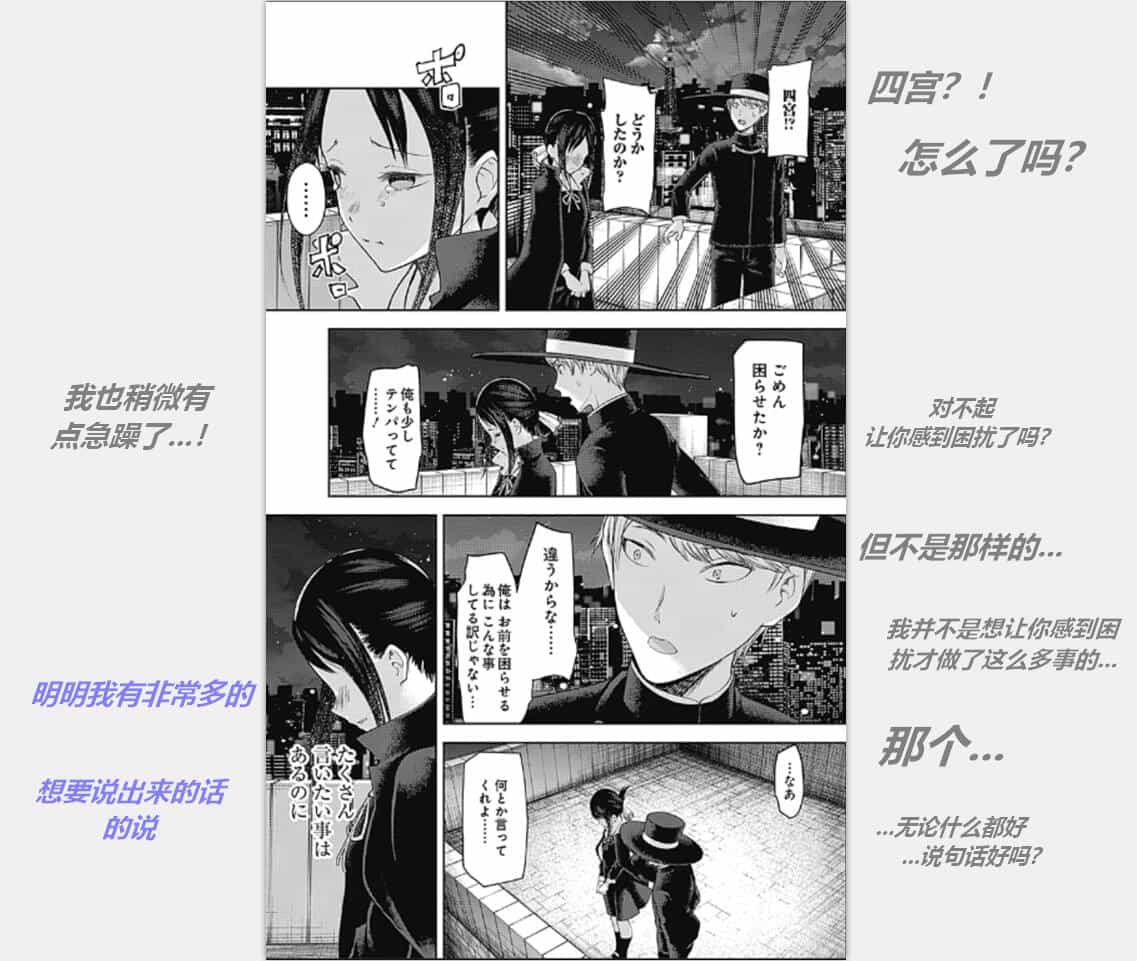 四宮!?
どうか
したのか?
ポロ
……
ポロ
ごめん
困らせたか?
俺も少し
テンパってて
……!
違うからな……
俺は お前を困らせる
為に こんな事
してる訳じゃない…
たくさん
言いたい事は
あるのに
…なあ
何とか言って
くれよ……
四宫？！
怎么了吗?
对不起
让你感到困扰了吗?
我也稍微有
点急躁了...！
但不是那样的...
我并不是想让你感到困
扰才做了这么多事的...
明明我有非常多的
想要说出来的话
的说
那个...
...无论什么都好
...说句话好吗?